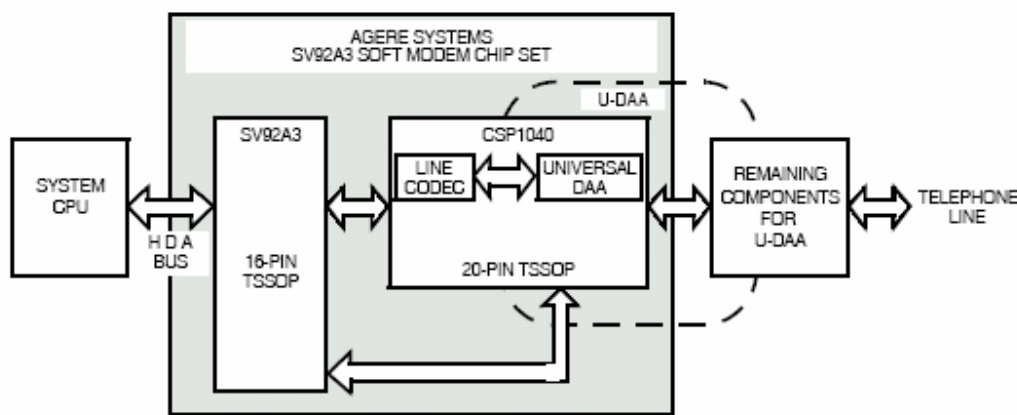 AGERE SYSTEMS
SV92A3 SOFT MODEM CHIP SET
U-DAA
SYSTEM
CPU
H D A
BUS
SV92A3
16-PIN
TSSOP
CSP1040
LINE
CODEC
UNIVERSAL
DAA
20-PIN TSSOP
REMAINING
COMPONENTS
FOR
U-DAA
TELEPHONE
LINE